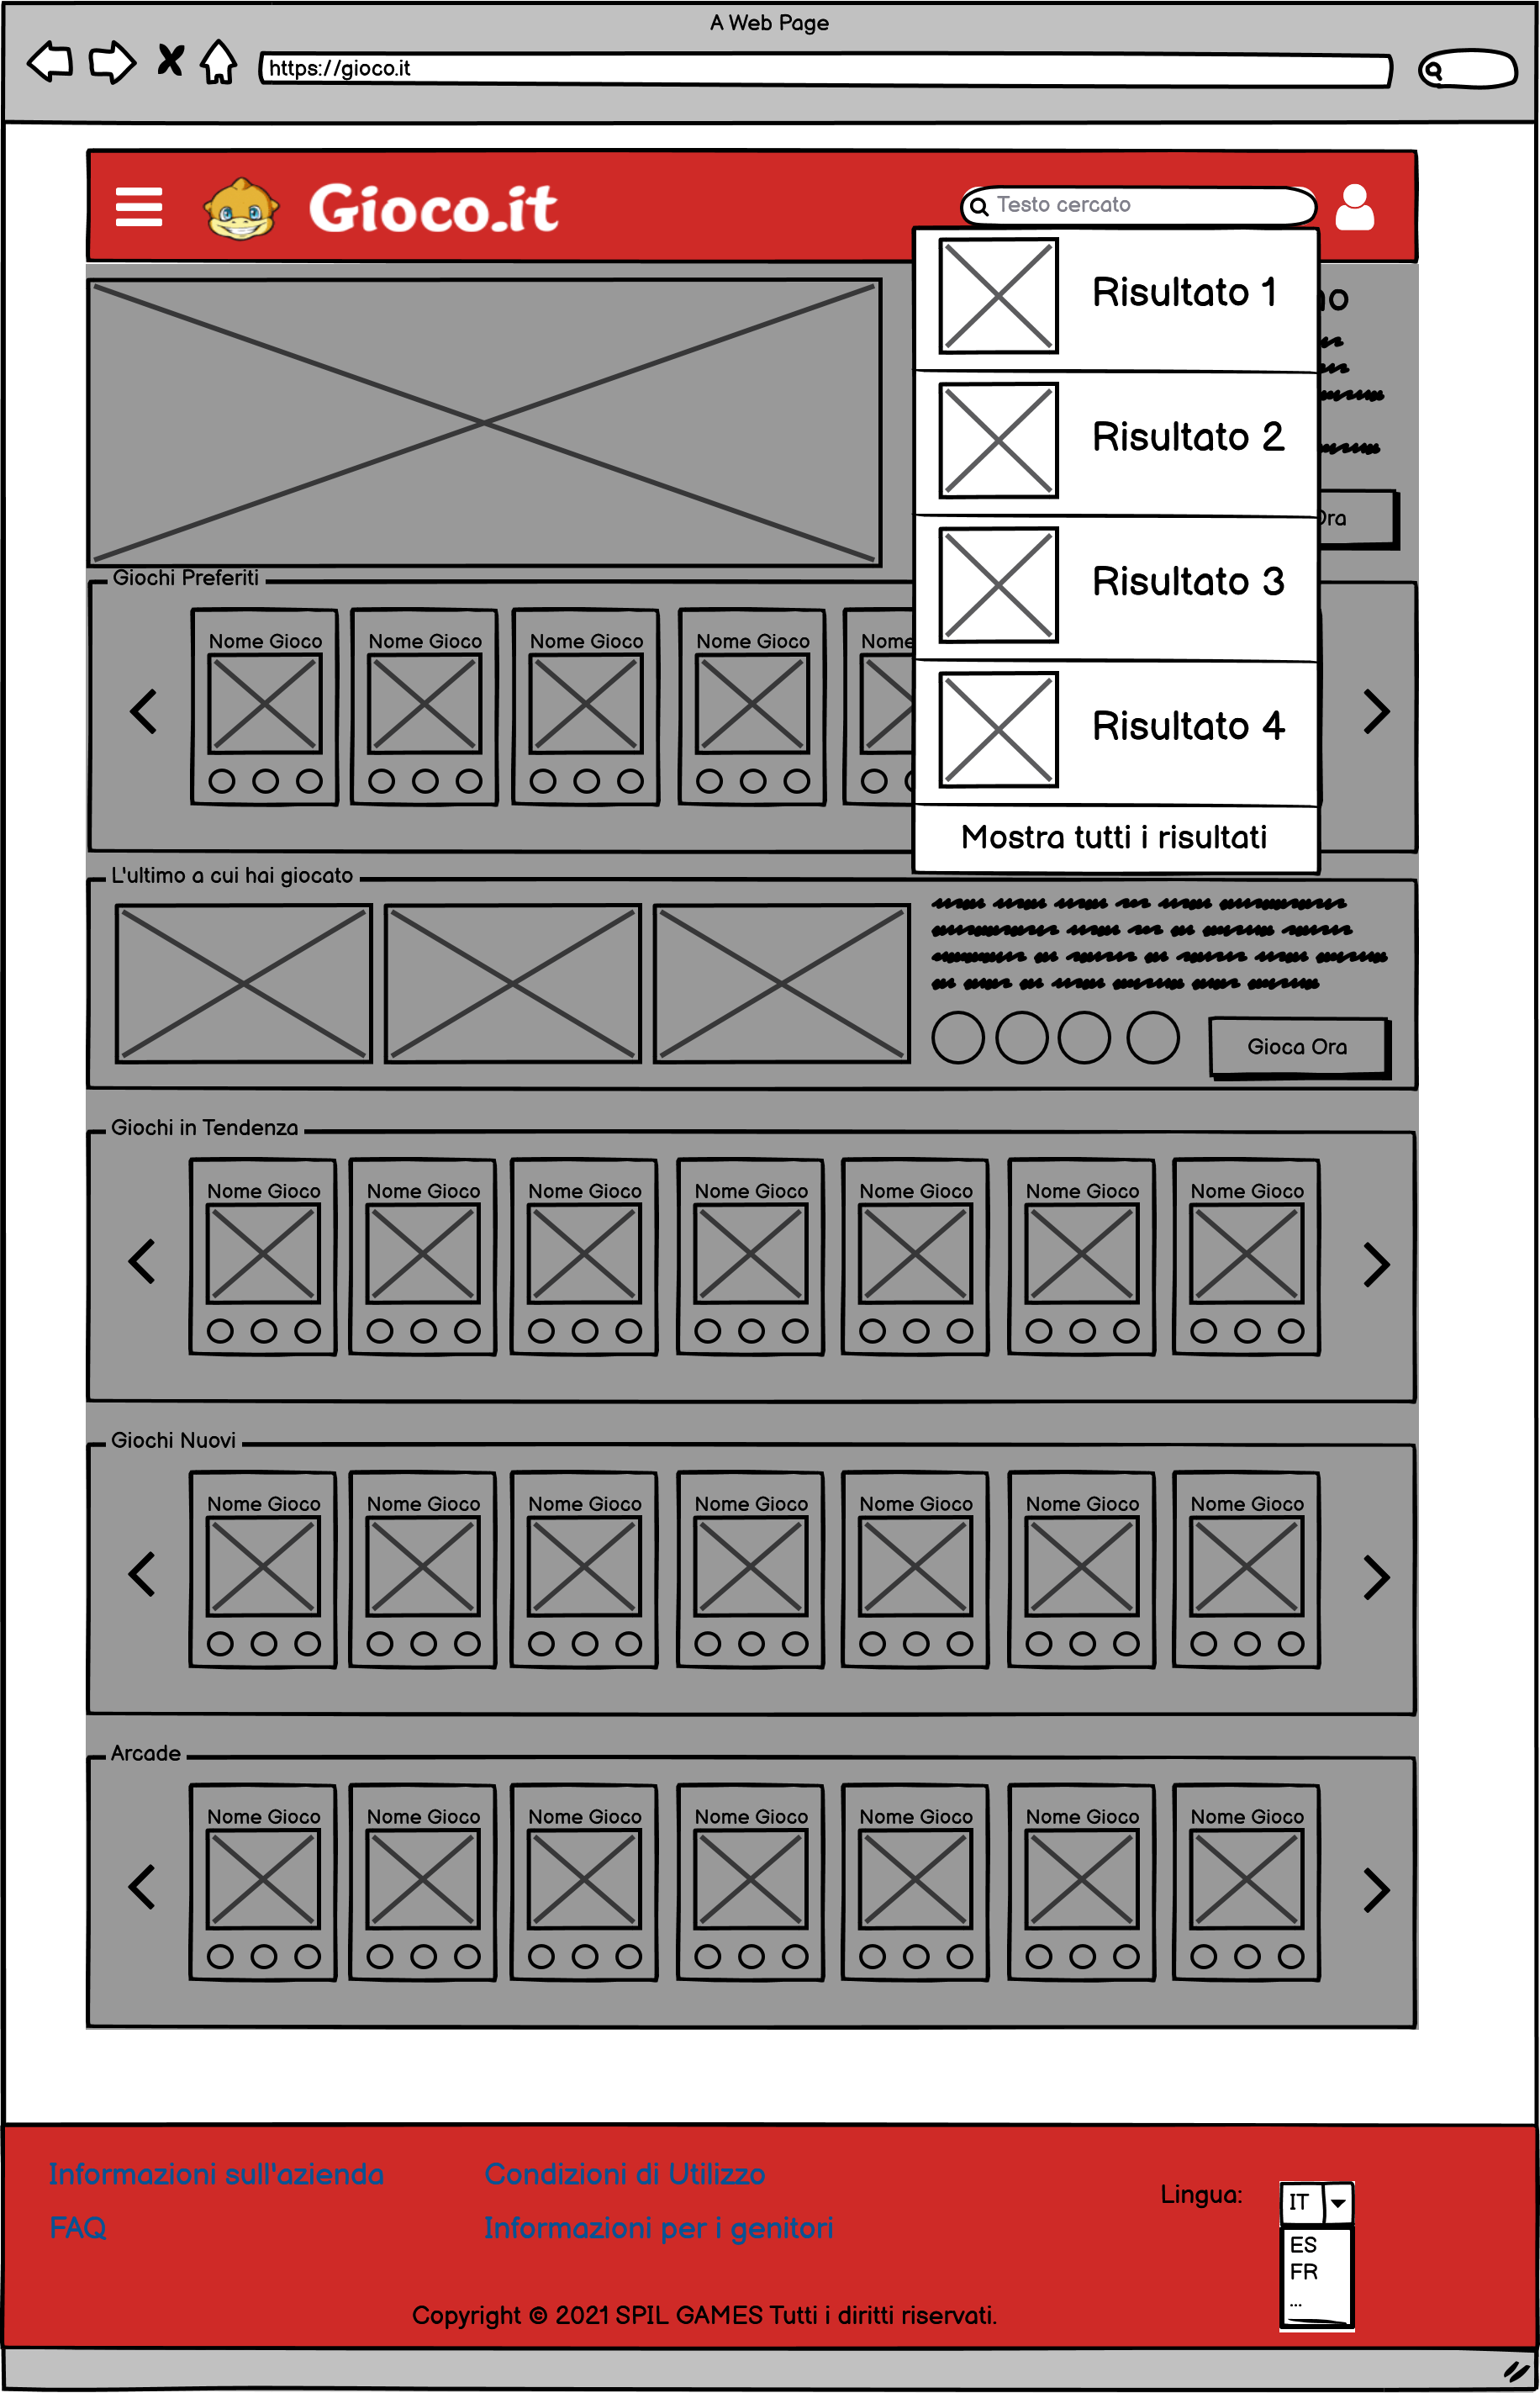 A Web Page
https://gioco.it
Gioco.it
Testo cercato
Risultato 1
Risultato 2
Risultato 3
Risultato 4
Mostra tutti i risultati
Ora
Giochi Preferiti
Nome Gioco Nome Gioco Nome Gioco Nome Gioco Nome
L'ultimo a cui hai giocato
Gioca Ora
Giochi in Tendenza
Nome Gioco Nome Gioco Nome Gioco Nome Gioco Nome Gioco Nome Gioco Nome Gioco
Giochi Nuovi
Nome Gioco Nome Gioco Nome Gioco Nome Gioco Nome Gioco Nome Gioco Nome Gioco
Arcade
Nome Gioco Nome Gioco Nome Gioco Nome Gioco Nome Gioco Nome Gioco Nome Gioco
Informazioni sull'azienda
Condizioni di Utilizzo
FAQ
Informazioni per i genitori
Lingua:
IT
ES
FR
...
Copyright © 2021 SPIL GAMES Tutti i diritti riservati.